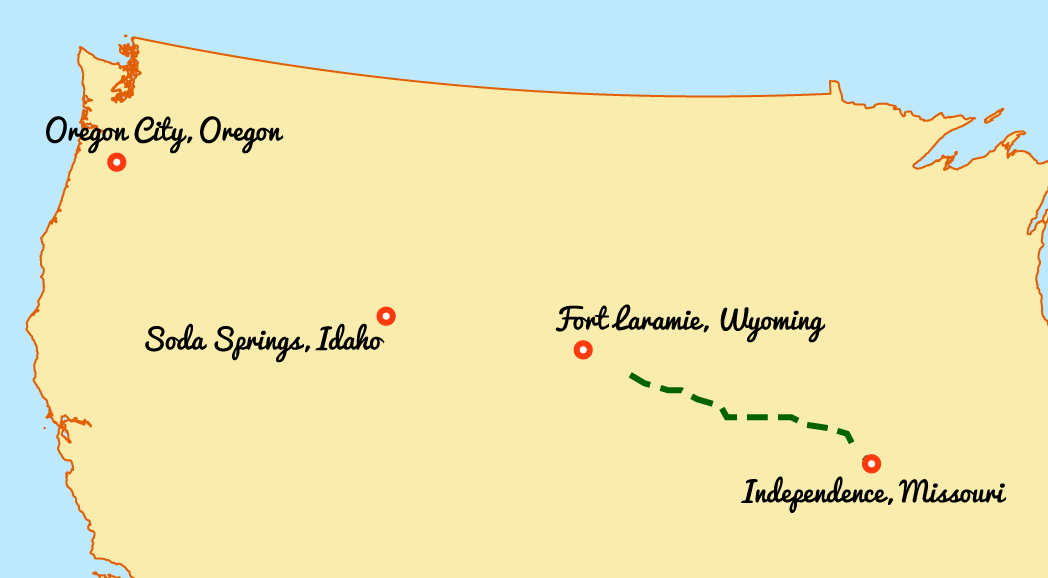 Oregon City, Oregon
Fort Laramie, Wyoming
Soda Springs, Idaho
Independence, Missouri